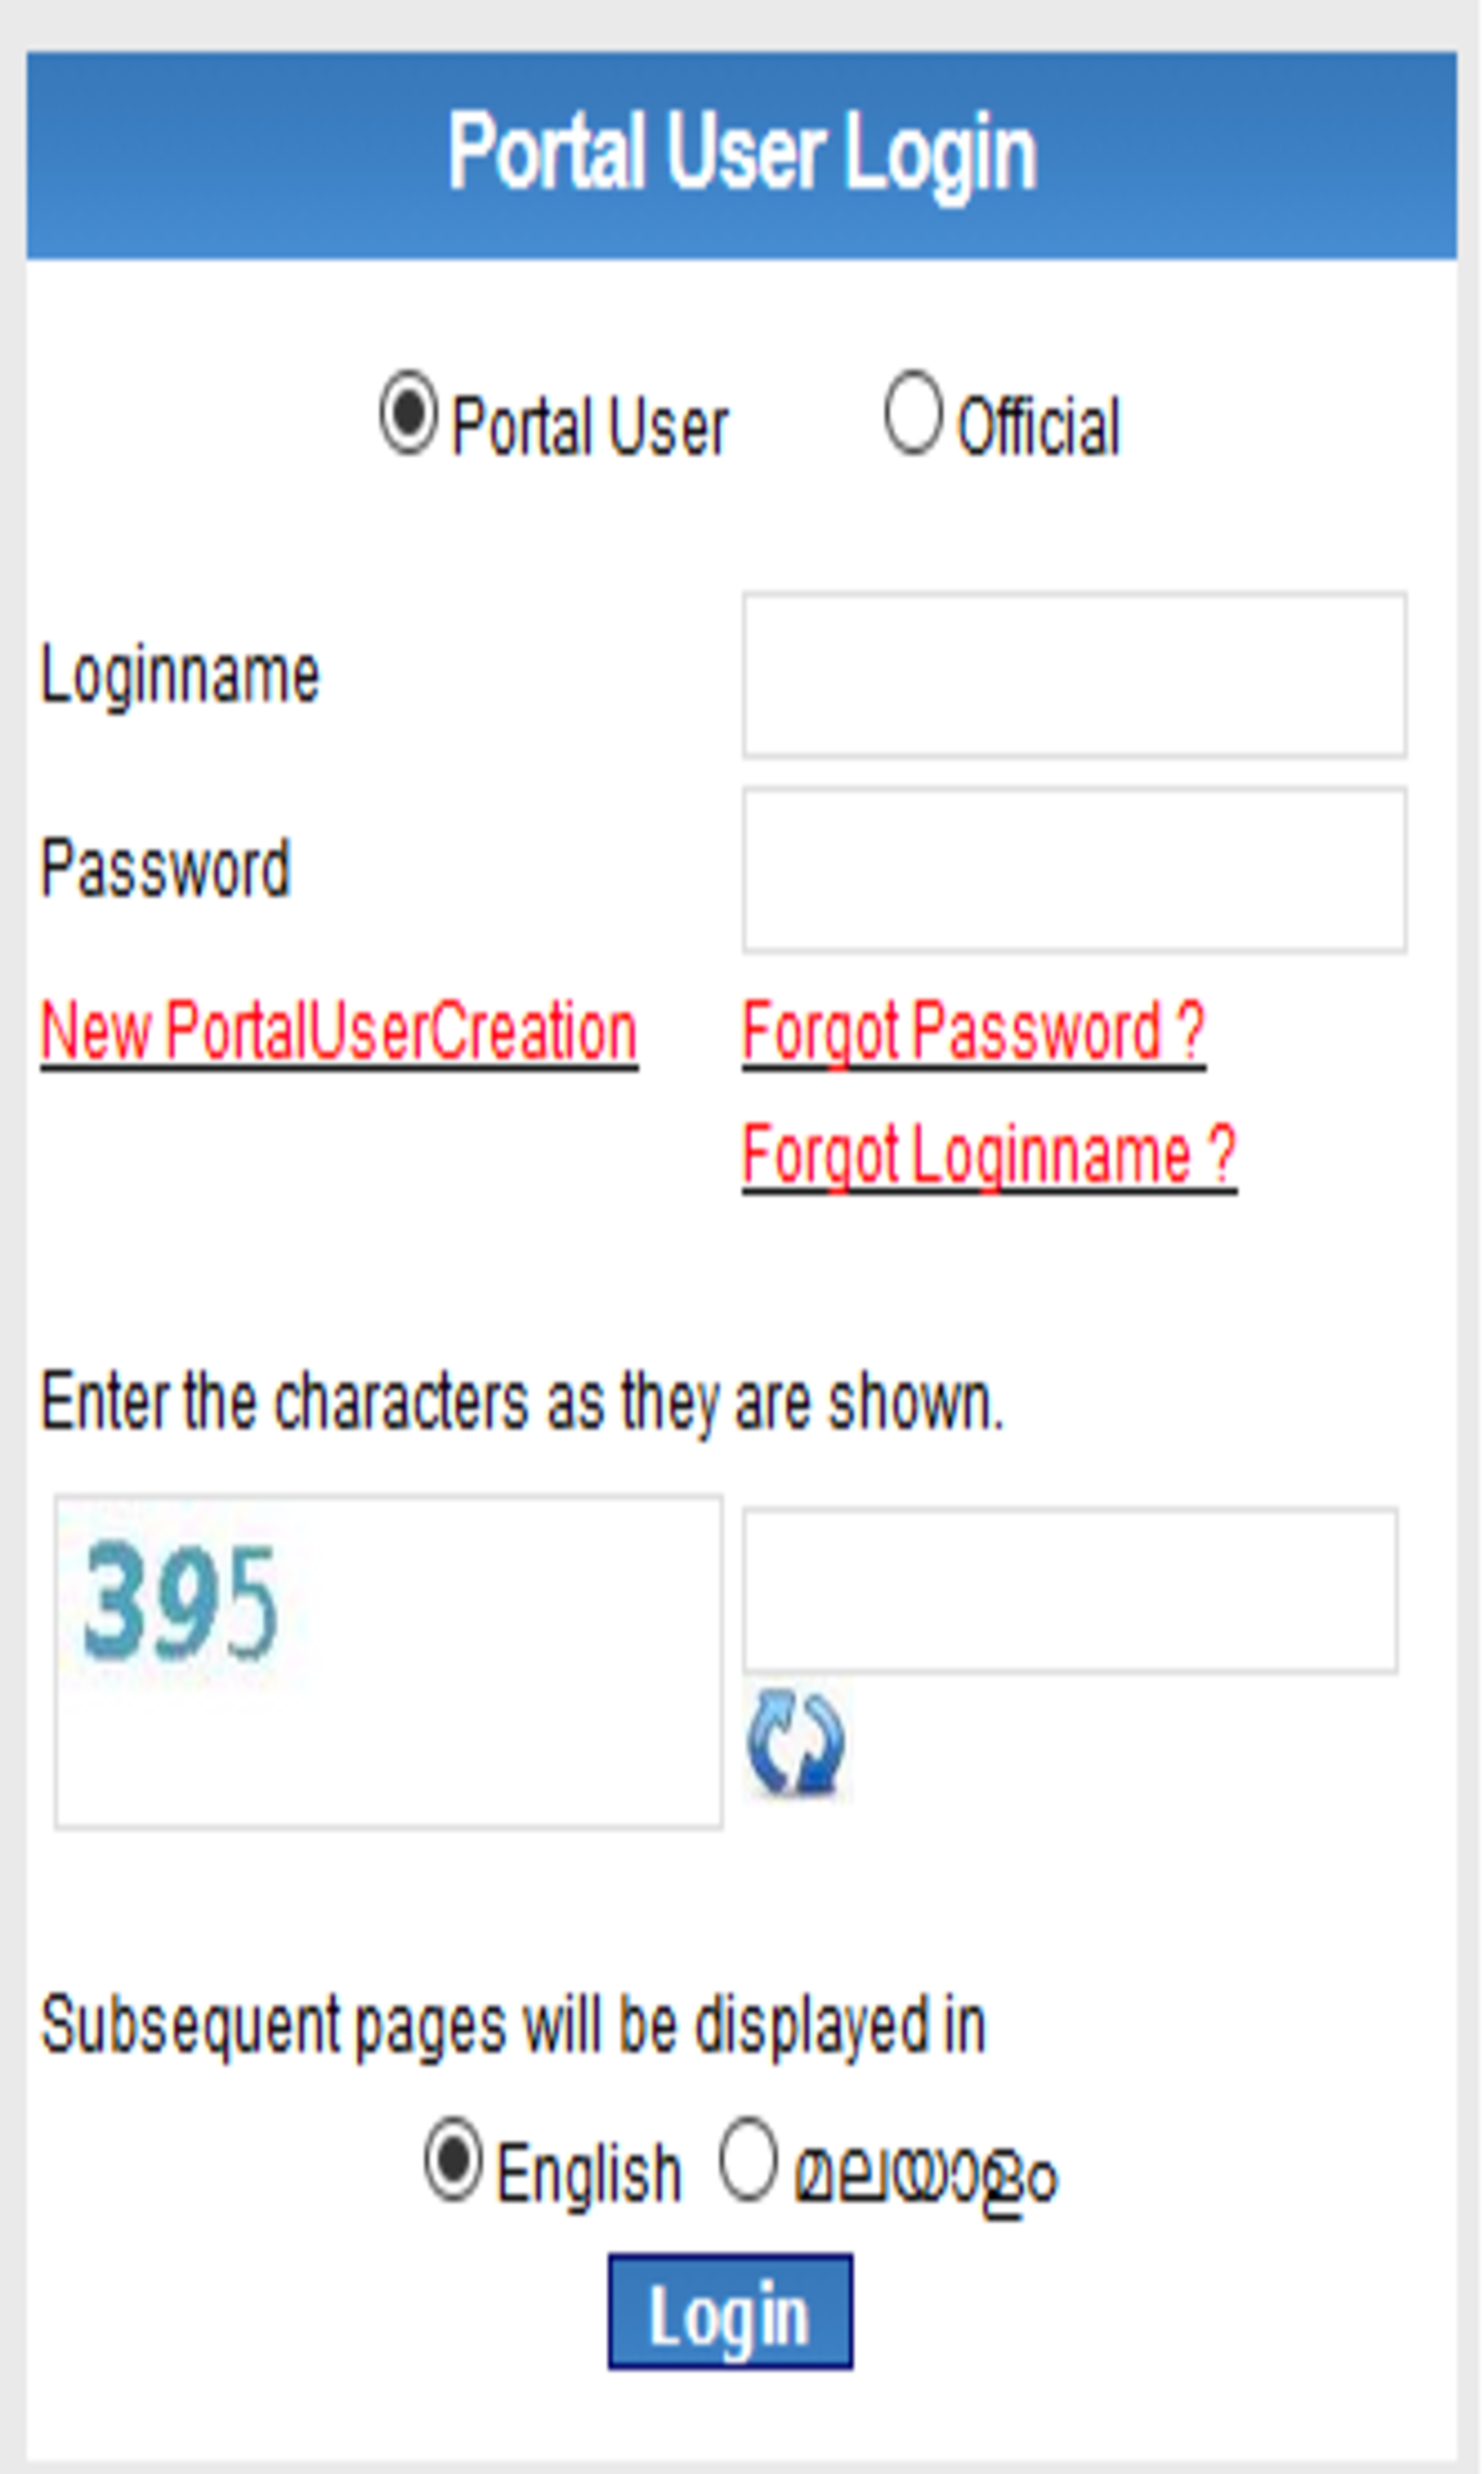 Portal User Login
Portal User Official
Loginname
Password
New PortalUserCreation Forgot Password ?
Forgot Loginname ?
Enter the characters as they are shown.
395
Subsequent pages will be displayed in
English മലയാളം
Login